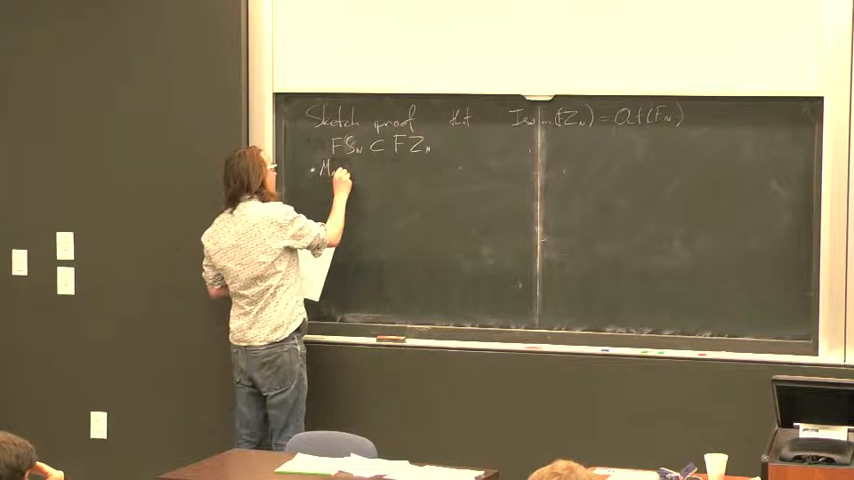 Sketch proof that Isom(FZ_N) = Out(F_N)
FS_N ⊂ FZ_N
• M